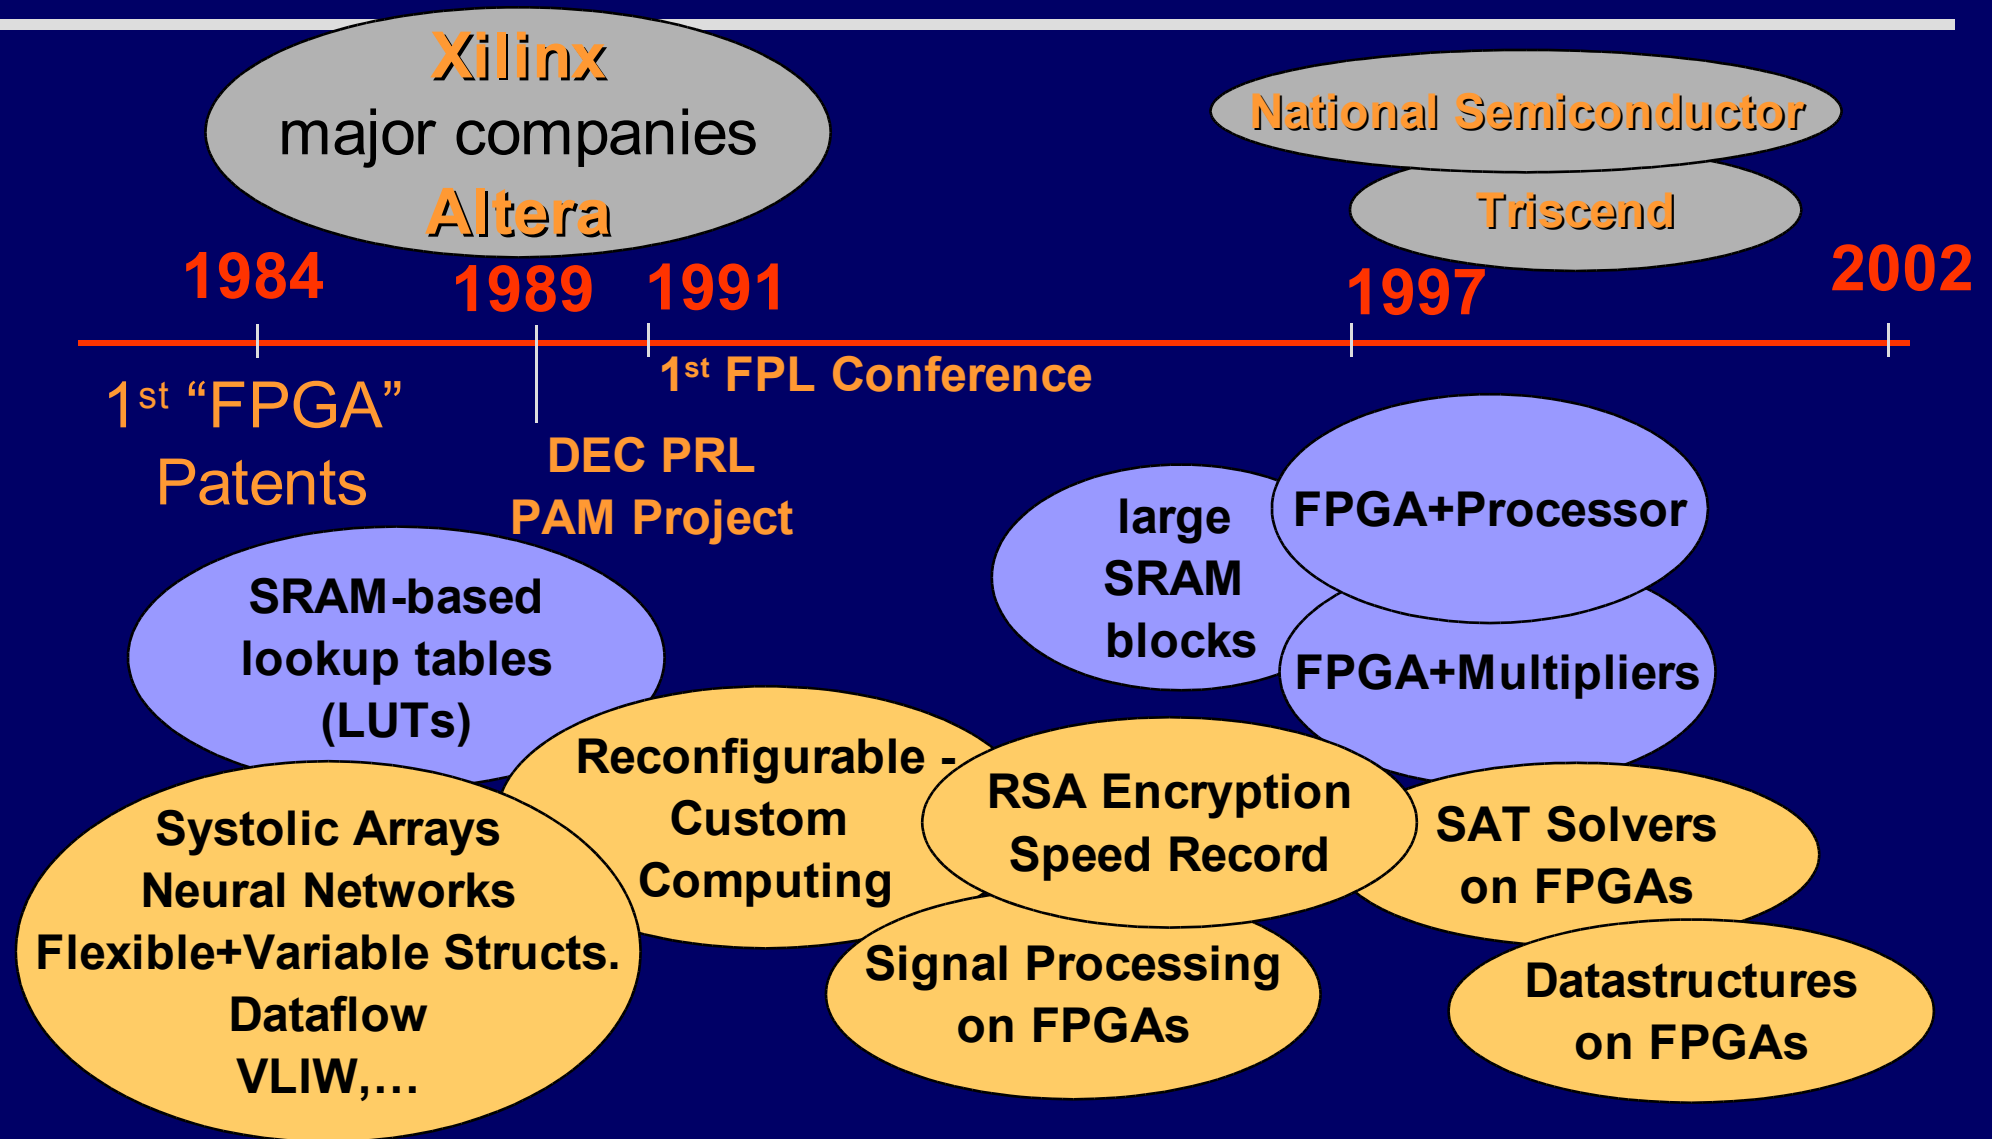 Xilinx
major companies
Altera
National Semiconductor
Triscend
1984
1989
1991
1997
2002
1st “FPGA”
Patents
1st FPL Conference
DEC PRL
PAM Project
SRAM-based
lookup tables
(LUTs)
large
SRAM
blocks
FPGA+Processor
FPGA+Multipliers
Systolic Arrays
Neural Networks
Flexible+Variable Structs.
Dataflow
VLIW,…
Reconfigurable -
Custom
Computing
RSA Encryption
Speed Record
Signal Processing
on FPGAs
SAT Solvers
on FPGAs
Datastructures
on FPGAs